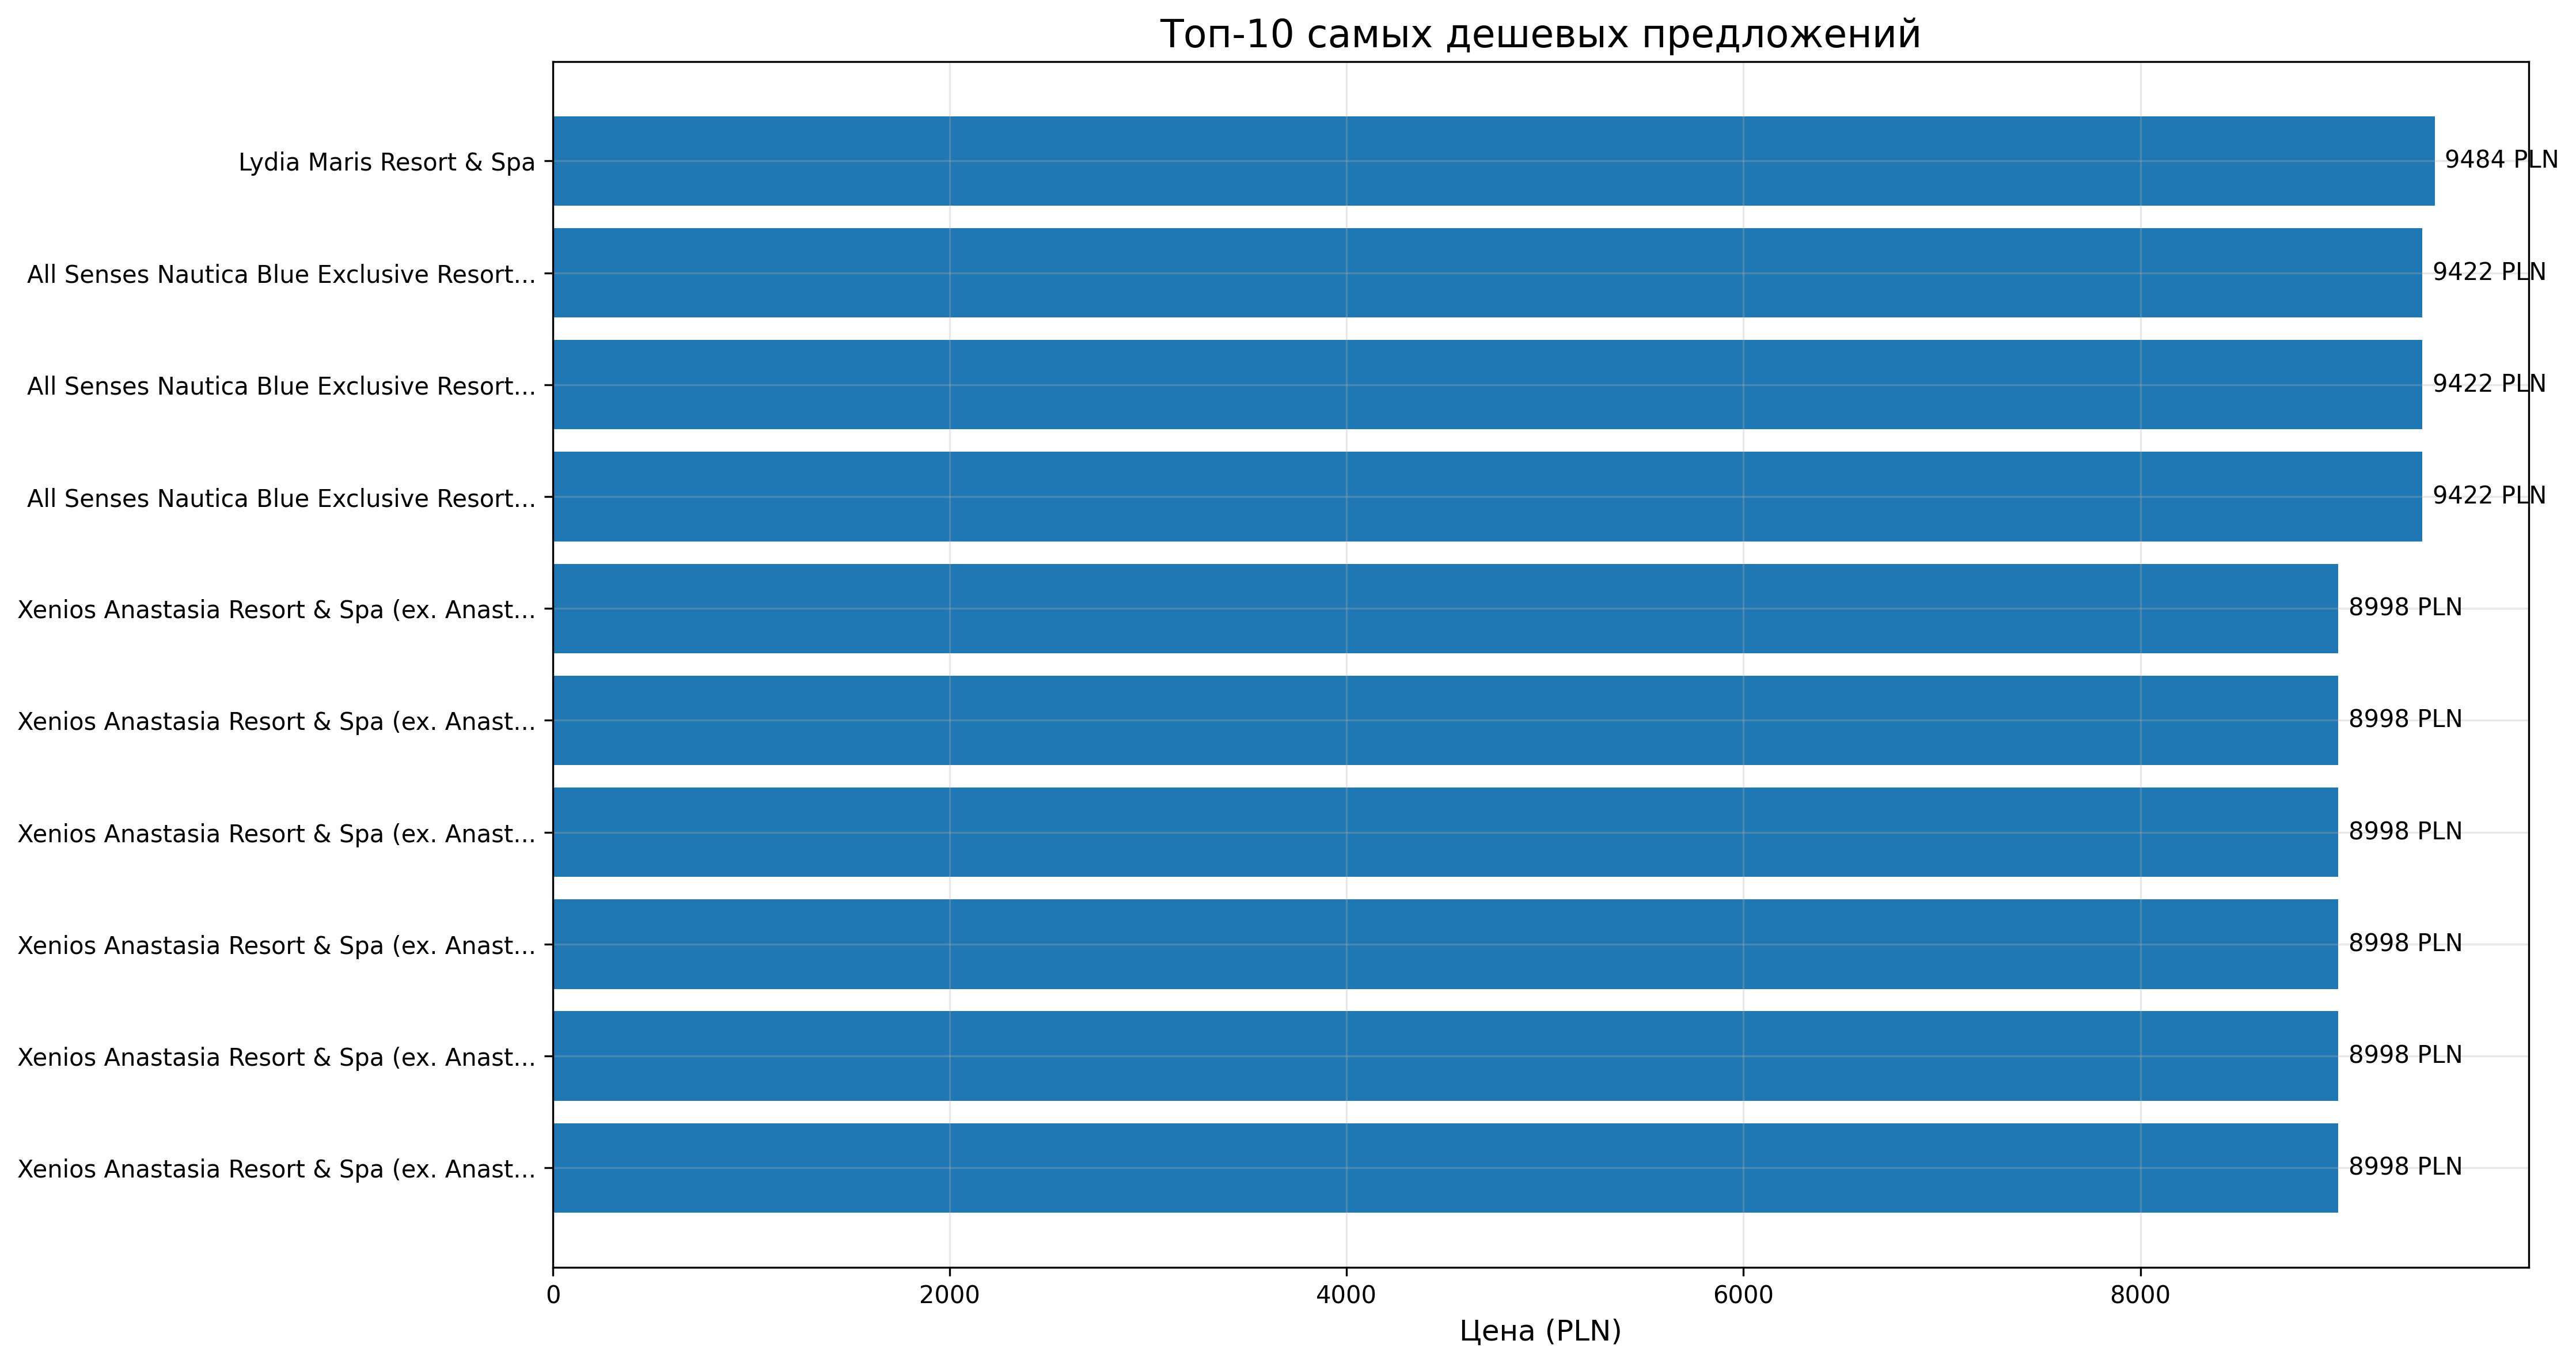 Топ-10 самых дешевых предложений
Lydia Maris Resort & Spa
9484 PLN
All Senses Nautica Blue Exclusive Resort...
9422 PLN
All Senses Nautica Blue Exclusive Resort...
9422 PLN
All Senses Nautica Blue Exclusive Resort...
9422 PLN
Xenios Anastasia Resort & Spa (ex. Anast...
8998 PLN
Xenios Anastasia Resort & Spa (ex. Anast...
8998 PLN
Xenios Anastasia Resort & Spa (ex. Anast...
8998 PLN
Xenios Anastasia Resort & Spa (ex. Anast...
8998 PLN
Xenios Anastasia Resort & Spa (ex. Anast...
8998 PLN
Xenios Anastasia Resort & Spa (ex. Anast...
8998 PLN
0 2000 4000 6000 8000
Цена (PLN)